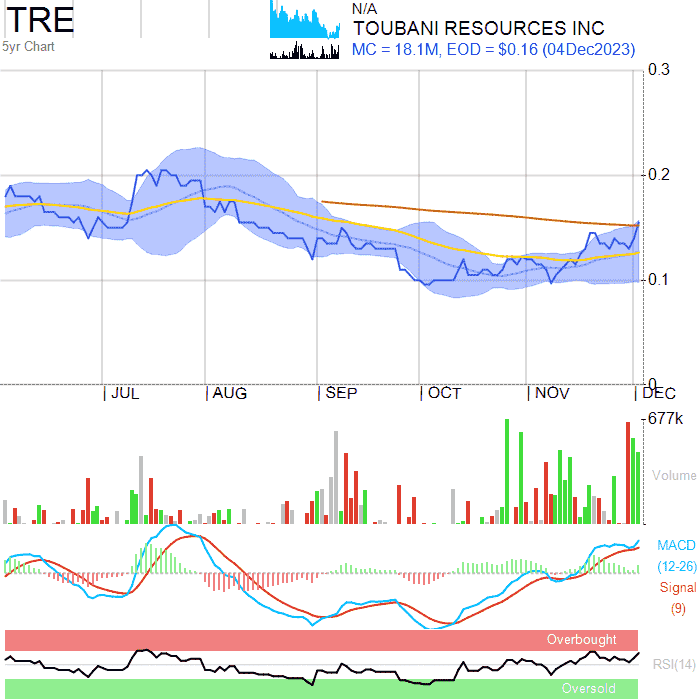 TRE
5yr Chart
N/A
TOUBANI RESOURCES INC
MC = 18.1M, EOD = $0.16 (04Dec2023)
0.3
0.2
0.1
0
| JUL | AUG | SEP | OCT | NOV | DEC
677k
Volume
MACD
(12-26)
Signal
(9)
Overbought
RSI(14)
Oversold